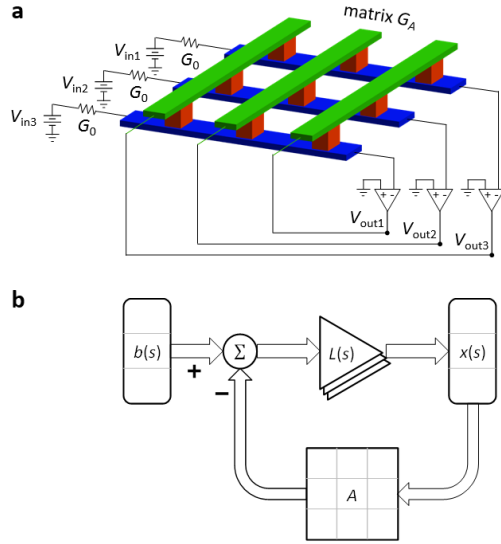 a
matrix G_A
V_in1
G_0
V_in2
G_0
V_in3
G_0
+ -
+ -
+ -
V_out1
V_out2
V_out3
b
b(s)
+
Σ
−
L(s)
x(s)
A